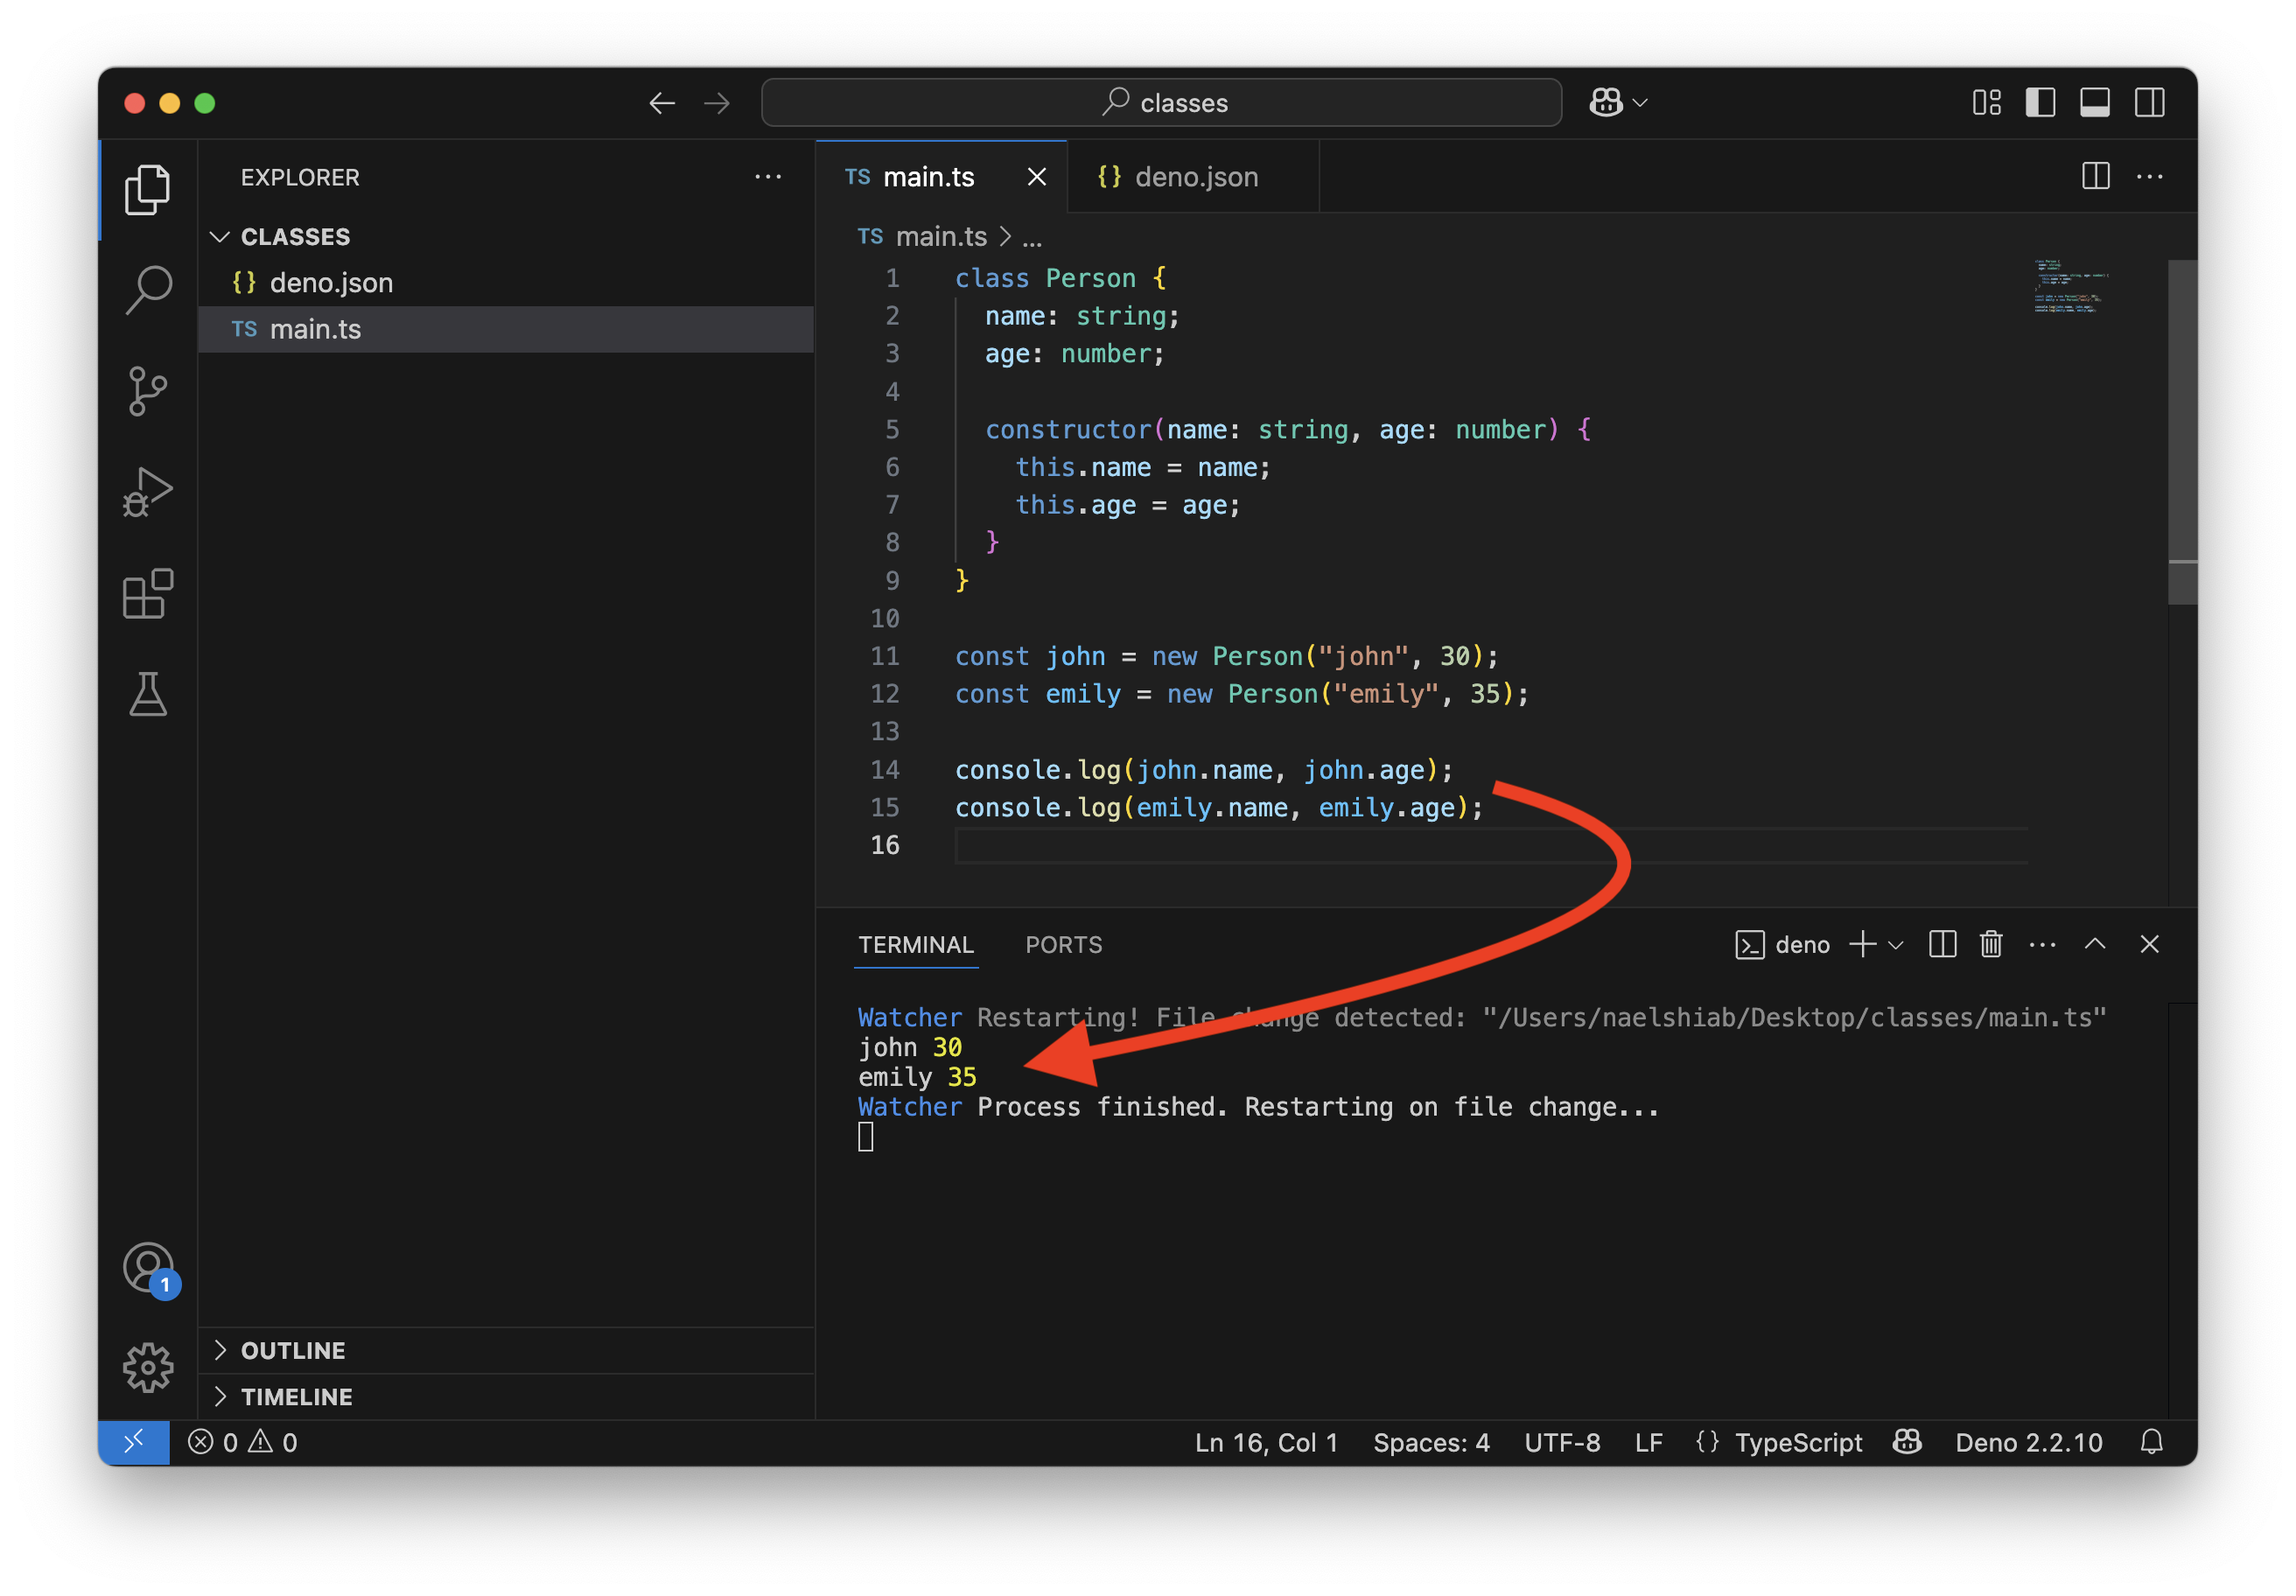 classes
EXPLORER
CLASSES
{} deno.json
TS main.ts
OUTLINE
TIMELINE
TS main.ts
{} deno.json
TS main.ts > ...
1 class Person {
2   name: string;
3   age: number;
4
5   constructor(name: string, age: number) {
6     this.name = name;
7     this.age = age;
8   }
9 }
10
11 const john = new Person("john", 30);
12 const emily = new Person("emily", 35);
13
14 console.log(john.name, john.age);
15 console.log(emily.name, emily.age);
16
TERMINAL PORTS
deno
Watcher Restarting! File change detected: "/Users/naelshiab/Desktop/classes/main.ts"
john 30
emily 35
Watcher Process finished. Restarting on file change...
1
0 0
Ln 16, Col 1 Spaces: 4 UTF-8 LF {} TypeScript Deno 2.2.10